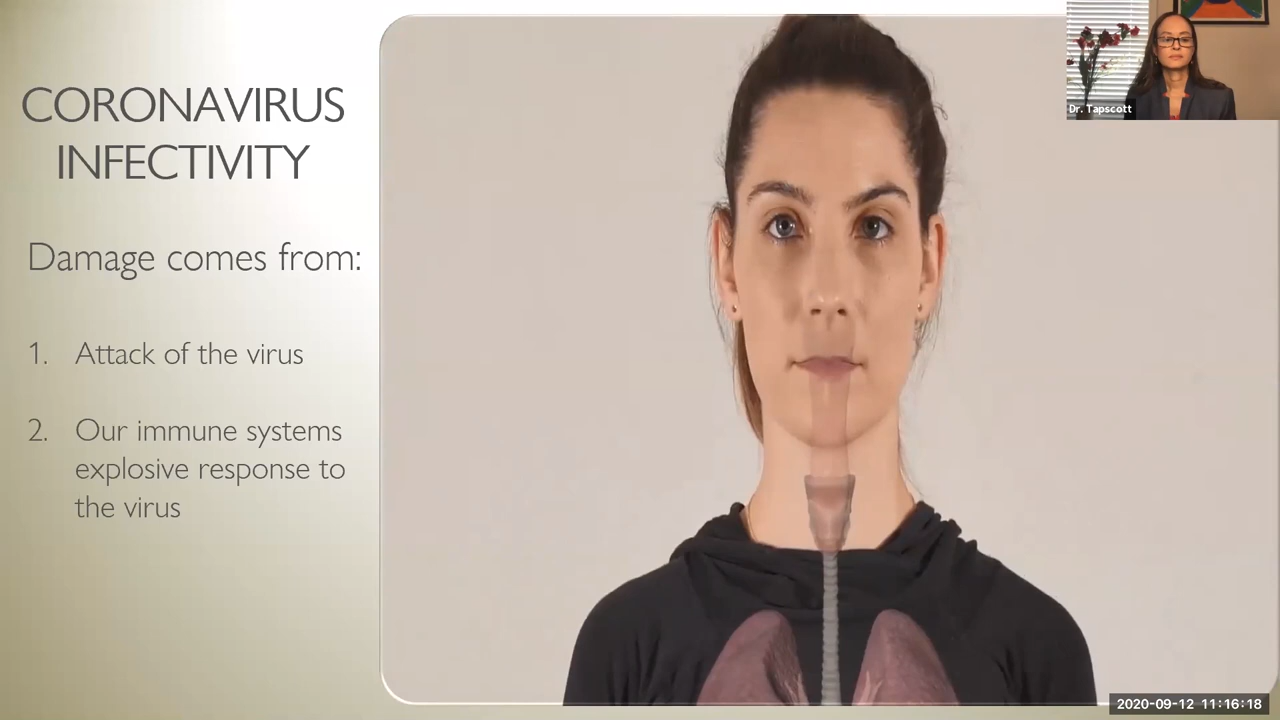 CORONAVIRUS
INFECTIVITY
Damage comes from:
1. Attack of the virus
2. Our immune systems
explosive response to
the virus
Dr. Tapscott
2020-09-12 11:16:18